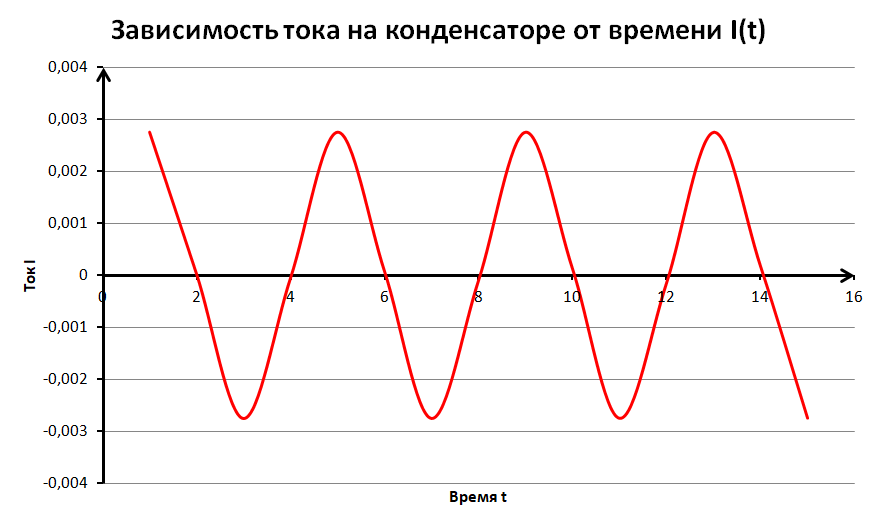 Зависимость тока на конденсаторе от времени I(t)
0,004
0,003
0,002
0,001
0
-0,001
-0,002
-0,003
-0,004
Ток I
0 2 4 6 8 10 12 14 16
Время t